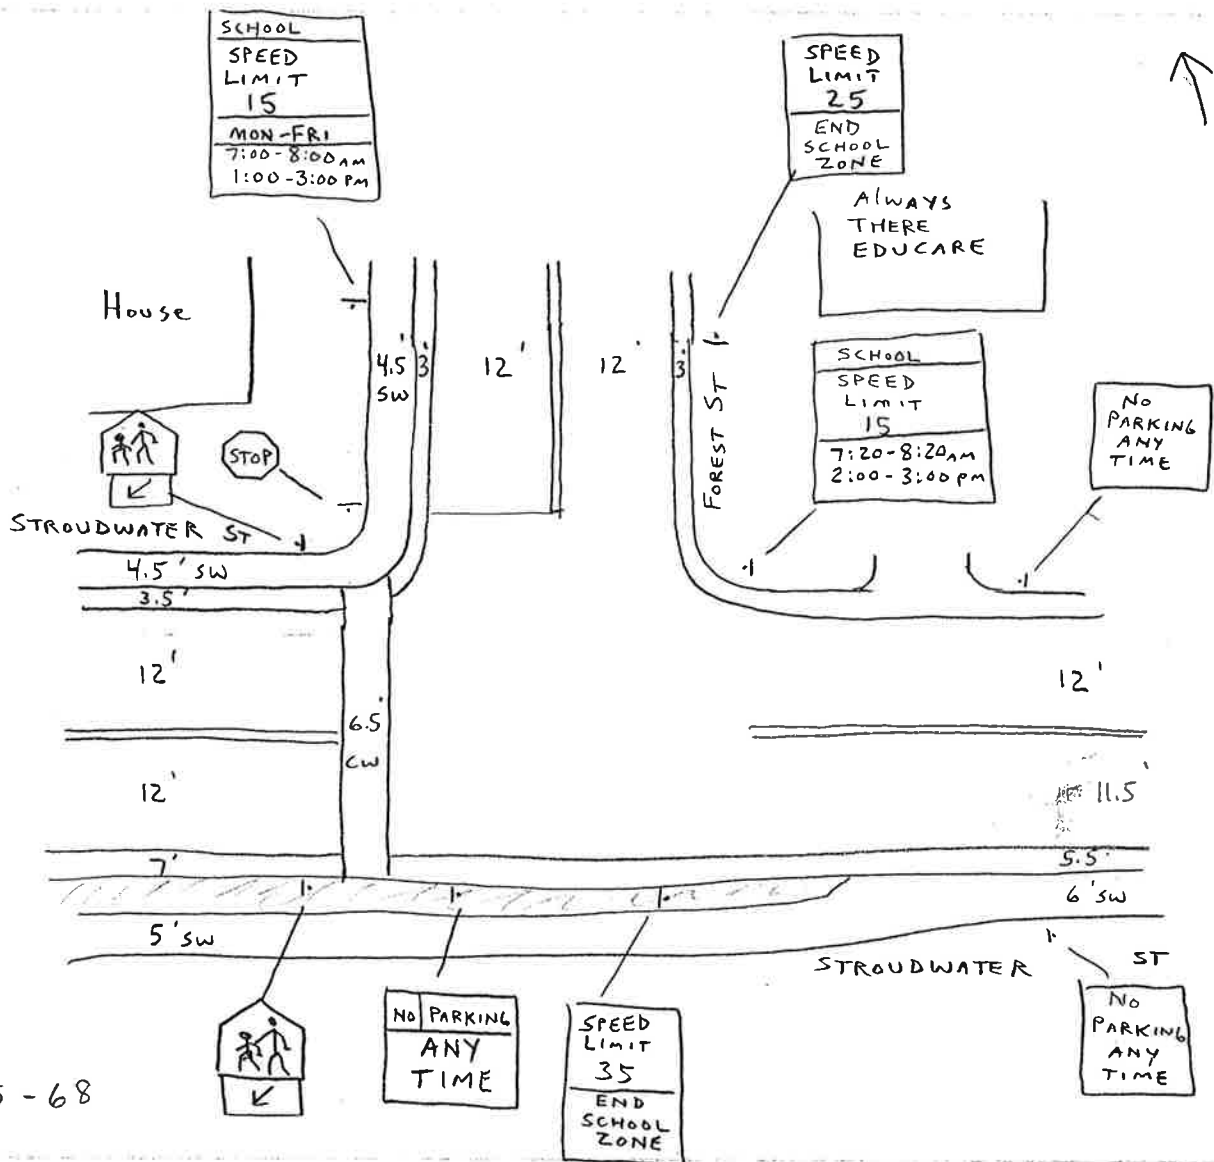 SCHOOL
SPEED
LIMIT
15
MON-FRI
7:00-8:00 AM
1:00-3:00 PM
SPEED
LIMIT
25
END
SCHOOL
ZONE
ALWAYS
THERE
EDUCARE
House
4.5'
SW
3'
12'
12'
3'
FOREST ST
SCHOOL
SPEED
LIMIT
15
7:20-8:20 AM
2:00-3:00 PM
NO
PARKING
ANY
TIME
STOP
STROUDWATER ST
4.5' SW
3.5'
12'
12'
6.5'
CW
12'
11.5'
7'
5.5'
6' SW
5' SW
STROUDWATER ST
NO PARKING
ANY
TIME
SPEED
LIMIT
35
END
SCHOOL
ZONE
NO
PARKING
ANY
TIME
-68